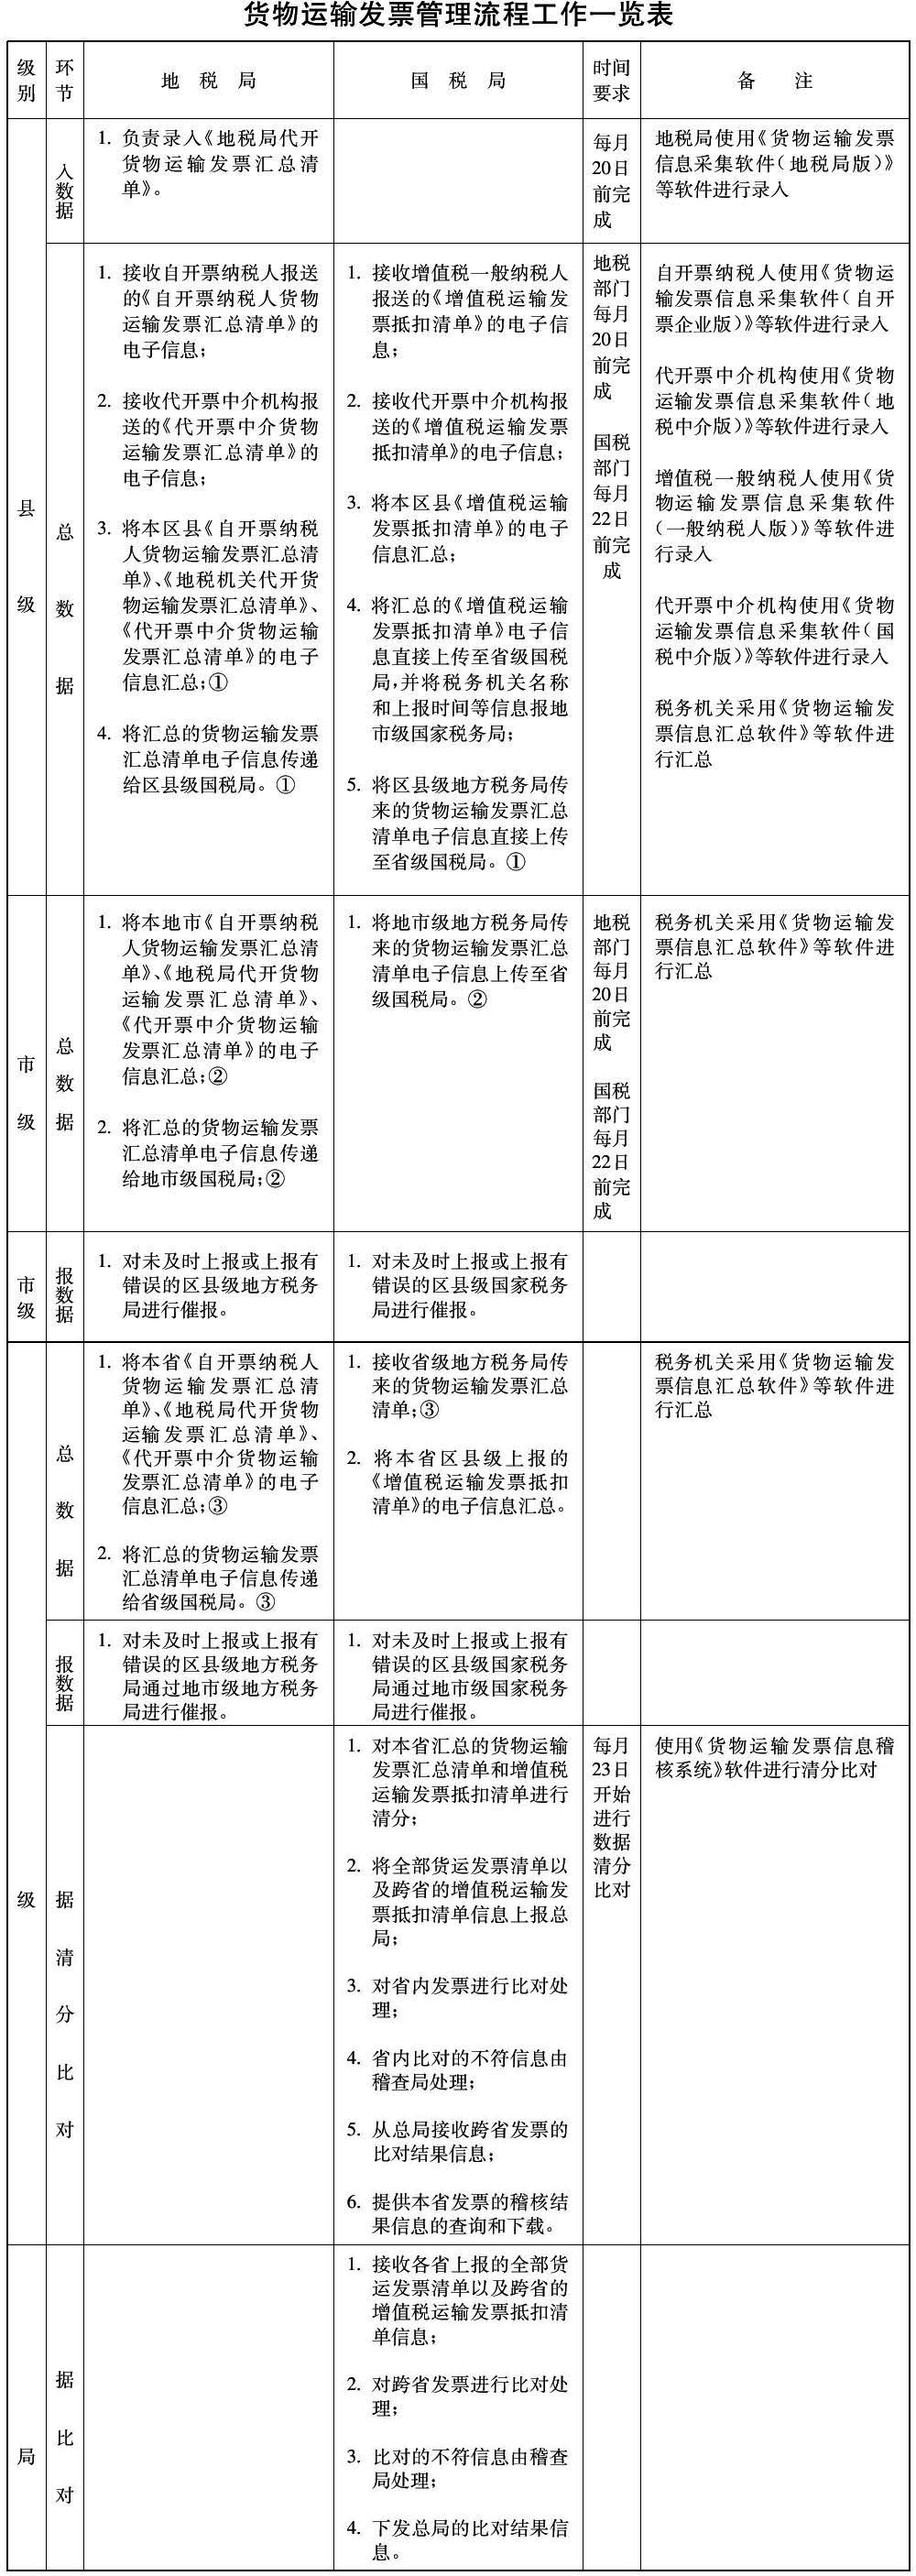 货物运输发票管理流程工作一览表
级别
环节
地 税 局
国 税 局
时间
要求
备 注
县
级
入数据
1. 负责录入《地税局代开
货物运输发票汇总清
单》。
每月
20日
前完
成
地税局使用《货物运输发票
信息采集软件(地税局版)》
等软件进行录入
总
数
据
1. 接收自开票纳税人报送
的《自开票纳税人货物
运输发票汇总清单》的
电子信息;
2. 接收代开票中介机构报
送的《代开票中介货物
运输发票汇总清单》的
电子信息;
3. 将本区县《自开票纳税
人货物运输发票汇总清
单》、《地税机关代开货
物运输发票汇总清单》、
《代开票中介货物运输
发票汇总清单》的电子
信息汇总;①
4. 将汇总的货物运输发票
汇总清单电子信息传递
给区县级国税局。①
1. 接收增值税一般纳税人
报送的《增值税运输发
票抵扣清单》的电子信
息;
2. 接收代开票中介机构报
送的《增值税运输发票
抵扣清单》的电子信息;
3. 将本区县《增值税运输
发票抵扣清单》的电子
信息汇总;
4. 将汇总的《增值税运输
发票抵扣清单》电子信
息直接上传至省级国税
局,并将税务机关名称
和上报时间等信息报地
市级国家税务局;
5. 将区县级地方税务局传
来的货物运输发票汇总
清单电子信息直接上传
至省级国税局。①
地税
部门
每月
20日
前完
成
国税
部门
每月
22日
前完
成
自开票纳税人使用《货物运
输发票信息采集软件(自开
票企业版)》等软件进行录入
代开票中介机构使用《货物
运输发票信息采集软件(地
税中介版)》等软件进行录入
增值税一般纳税人使用《货
物运输发票信息采集软件
(一般纳税人版)》等软件进
行录入
代开票中介机构使用《货物
运输发票信息采集软件(国
税中介版)》等软件进行录入
税务机关采用《货物运输发
票信息汇总软件》等软件进
行汇总
市
级
总
数
据
1. 将本地市《自开票纳税
人货物运输发票汇总清
单》、《地税局代开货物
运输发票汇总清单》、
《代开票中介货物运输
发票汇总清单》的电子
信息汇总;②
2. 将汇总的货物运输发票
汇总清单电子信息传递
给地市级国税局;②
1. 将地市级地方税务局传
来的货物运输发票汇总
清单电子信息上传至省
级国税局。②
地税
部门
每月
20日
前完
成
国税
部门
每月
22日
前完
成
税务机关采用《货物运输发
票信息汇总软件》等软件进
行汇总
市
级
报数据
1. 对未及时上报或上报有
错误的区县级地方税务
局进行催报。
1. 对未及时上报或上报有
错误的区县级国家税务
局进行催报。
级
总
数
据
1. 将本省《自开票纳税人
货物运输发票汇总清
单》、《地税局代开货物
运输发票汇总清单》、
《代开票中介货物运输
发票汇总清单》的电子
信息汇总;③
2. 将汇总的货物运输发票
汇总清单电子信息传递
给省级国税局。③
1. 接收省级地方税务局传
来的货物运输发票汇总
清单;③
2. 将本省区县级上报的
《增值税运输发票抵扣
清单》的电子信息汇总。
税务机关采用《货物运输发
票信息汇总软件》等软件进
行汇总
报数据
1. 对未及时上报或上报有
错误的区县级地方税务
局通过地市级地方税务
局进行催报。
1. 对未及时上报或上报有
错误的区县级国家税务
局通过地市级国家税务
局进行催报。
据
清
分
比
对
1. 对本省汇总的货物运输
发票汇总清单和增值税
运输发票抵扣清单进行
清分;
2. 将全部货运发票清单以
及跨省的增值税运输发
票抵扣清单信息上报总
局;
3. 对省内发票进行比对处
理;
4. 省内比对的不符信息由
稽查局处理;
5. 从总局接收跨省发票的
比对结果信息;
6. 提供本省发票的稽核结
果信息的查询和下载。
每月
23日
开始
进行
数据
清分
比对
使用《货物运输发票信息稽
核系统》软件进行清分比对
局
据
比
对
1. 接收各省上报的全部货
运发票清单以及跨省的
增值税运输发票抵扣清
单信息;
2. 对跨省发票进行比对处
理;
3. 比对的不符信息由稽查
局处理;
4. 下发总局的比对结果信
息。